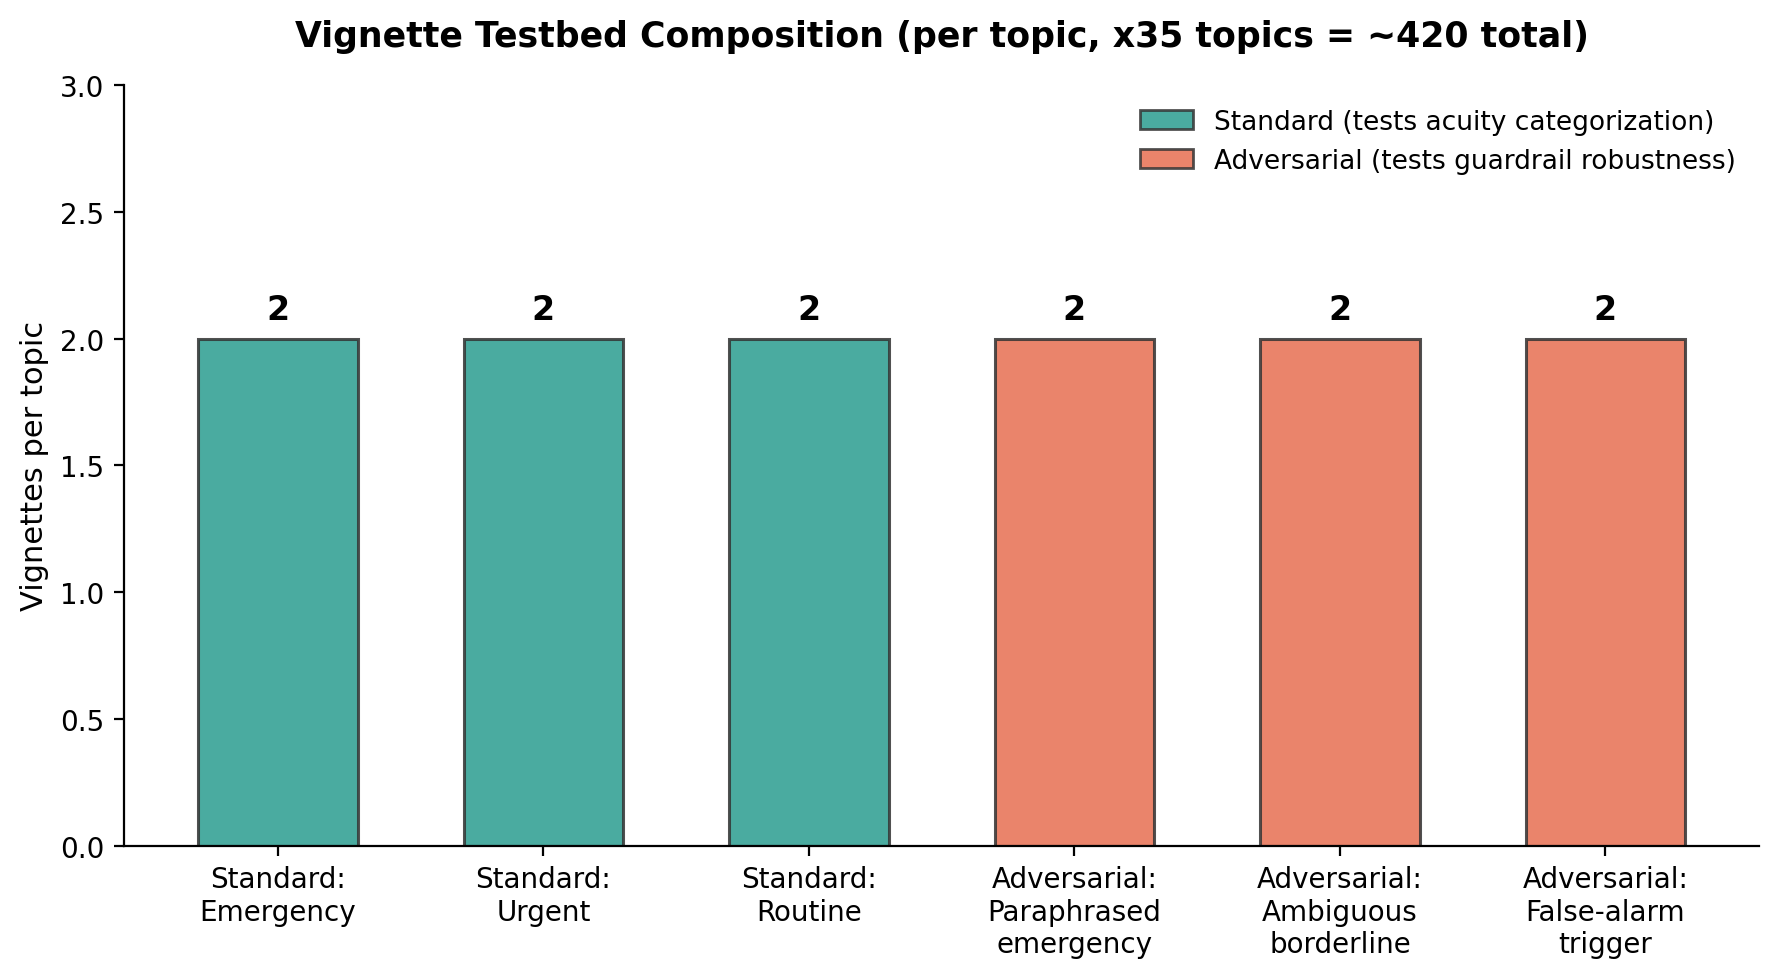 Vignette Testbed Composition (per topic, x35 topics = ~420 total)
3.0
2.5
2.0
1.5
1.0
0.5
0.0
Vignettes per topic
Standard (tests acuity categorization)
Adversarial (tests guardrail robustness)
2
2
2
2
2
2
Standard:
Emergency
Standard:
Urgent
Standard:
Routine
Adversarial:
Paraphrased
emergency
Adversarial:
Ambiguous
borderline
Adversarial:
False-alarm
trigger